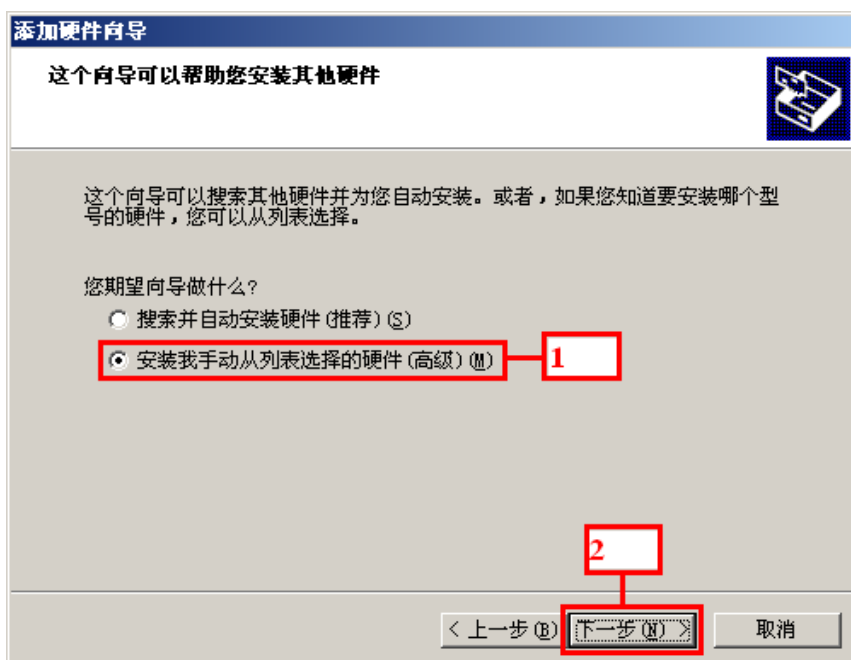 添加硬件向导
这个向导可以帮助您安装其他硬件
这个向导可以搜索其他硬件并为您自动安装。或者，如果您知道要安装哪个型
号的硬件，您可以从列表选择。
您期望向导做什么?
搜索并自动安装硬件(推荐)(S)
安装我手动从列表选择的硬件(高级)(M)
1
2
< 上一步(B)
下一步(N) >
取消